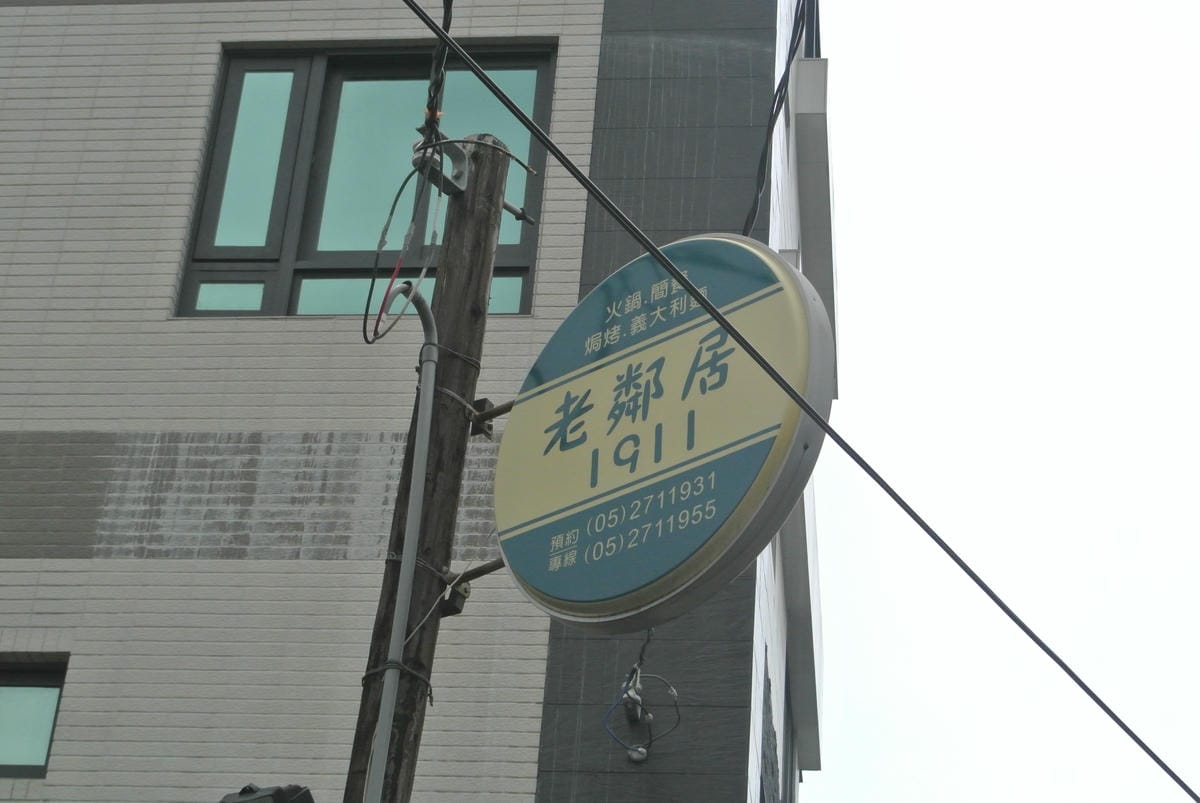 火鍋.簡餐
焗烤.義大利麵
老鄰居
1911
預約 (05)2711931
專線 (05)2711955